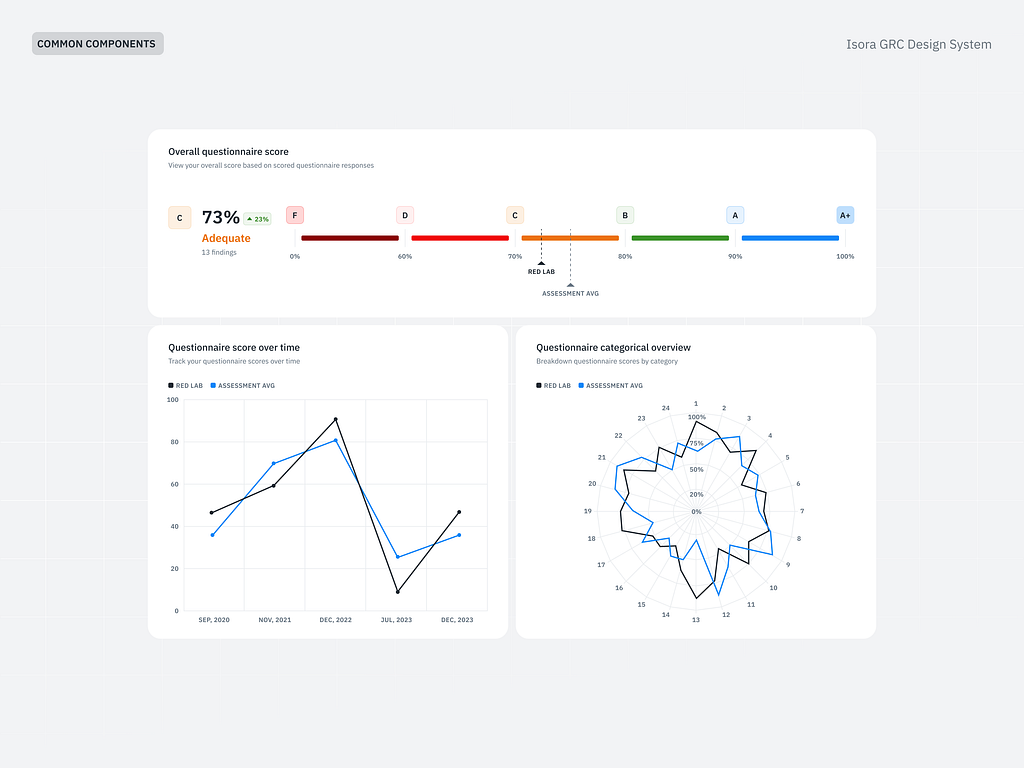 COMMON COMPONENTS
Isora GRC Design System
Overall questionnaire score
View your overall score based on scored questionnaire responses
C
73%
23%
Adequate
13 findings
F
D
C
B
A
A+
0%
60%
70%
80%
90%
100%
RED LAB
ASSESSMENT AVG
Questionnaire score over time
Track your questionnaire scores over time
RED LAB
ASSESSMENT AVG
100
80
60
40
20
0
SEP, 2020
NOV, 2021
DEC, 2022
JUL, 2023
DEC, 2023
Questionnaire categorical overview
Breakdown questionnaire scores by category
RED LAB
ASSESSMENT AVG
1
2
3
4
5
6
7
8
9
10
11
12
13
14
15
16
17
18
19
20
21
22
23
24
100%
75%
50%
20%
0%